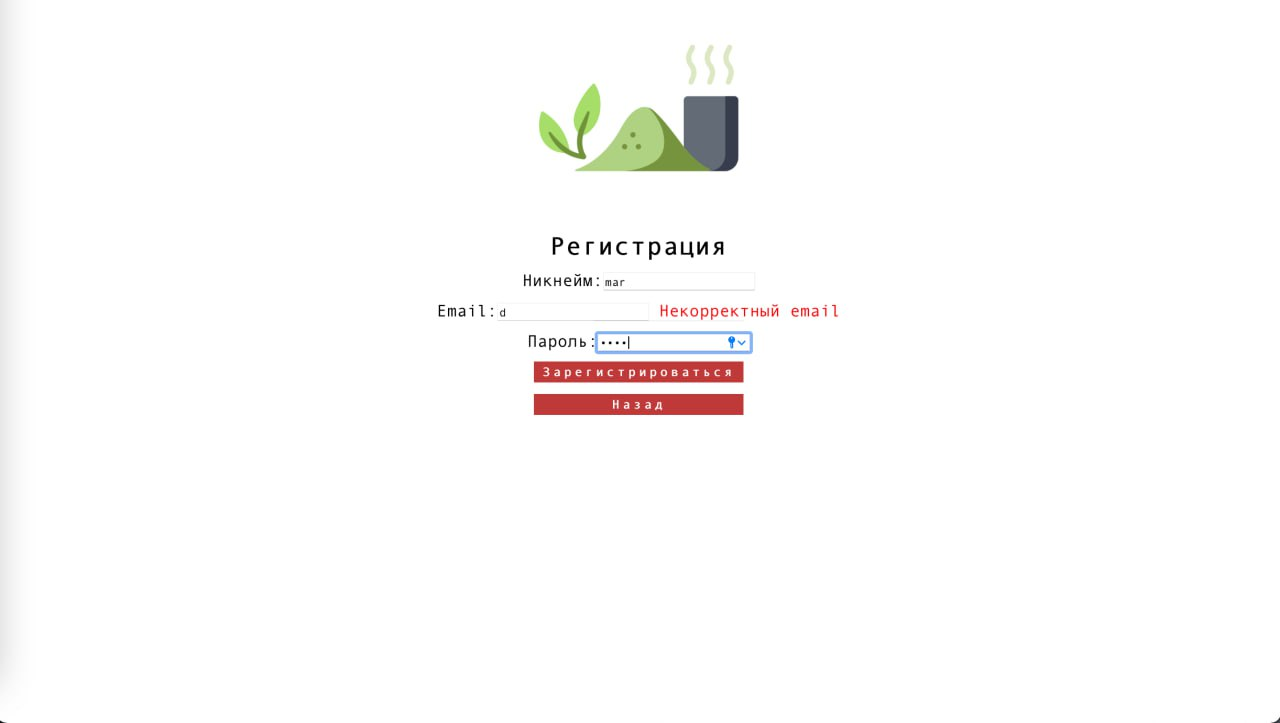 Регистрация
Никнейм: mar
Email: d Некорректный email
Пароль: ••••
Зарегистрироваться
Назад